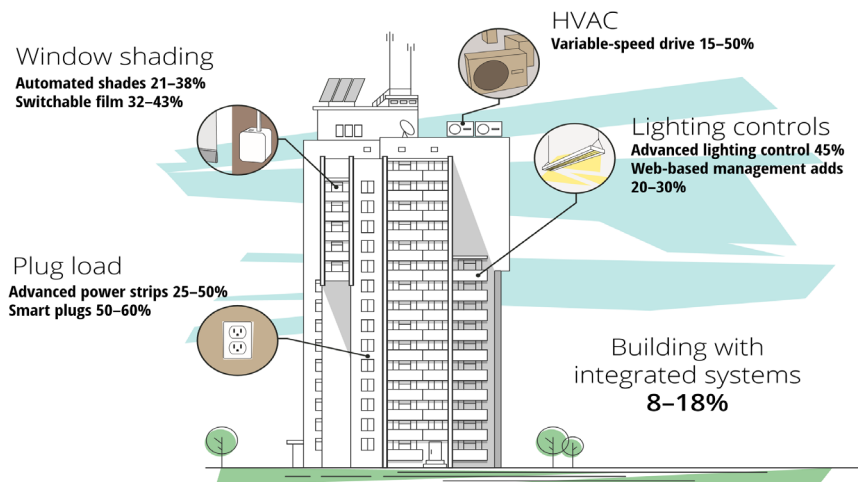 HVAC
Variable-speed drive 15–50%
Window shading
Automated shades 21–38%
Switchable film 32–43%
Lighting controls
Advanced lighting control 45%
Web-based management adds
20–30%
Plug load
Advanced power strips 25–50%
Smart plugs 50–60%
Building with
integrated systems
8–18%